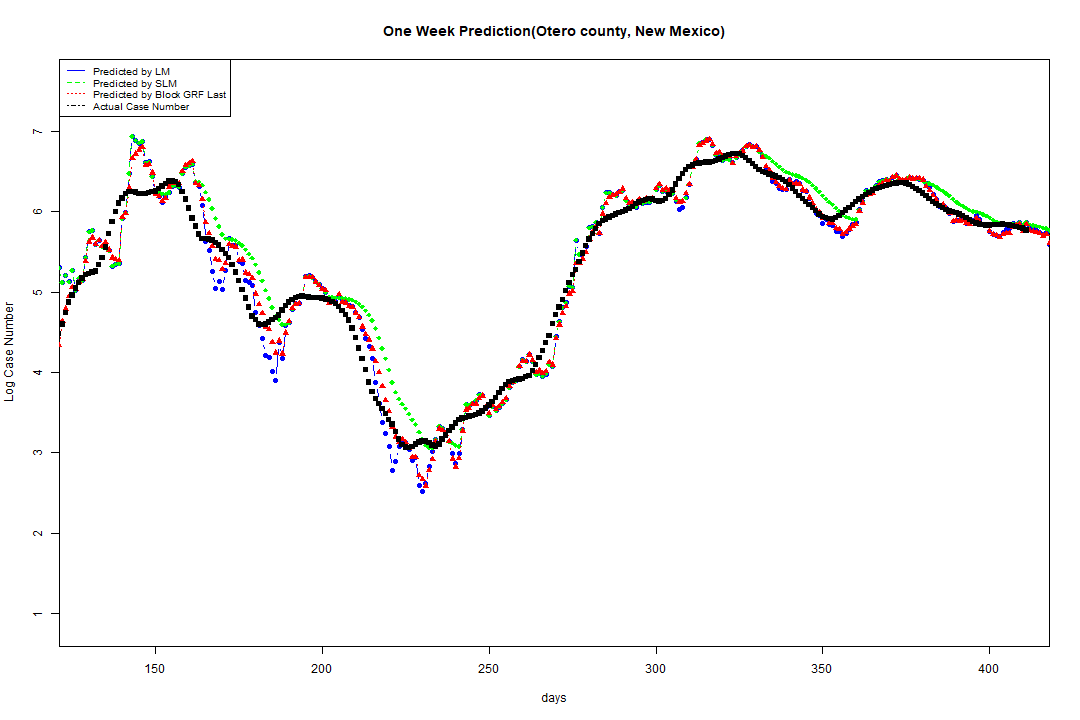 One Week Prediction(Otero county, New Mexico)
Predicted by LM
Predicted by SLM
Predicted by Block GRF Last
Actual Case Number
7
6
5
4
3
2
1
Log Case Number
150 200 250 300 350 400
days